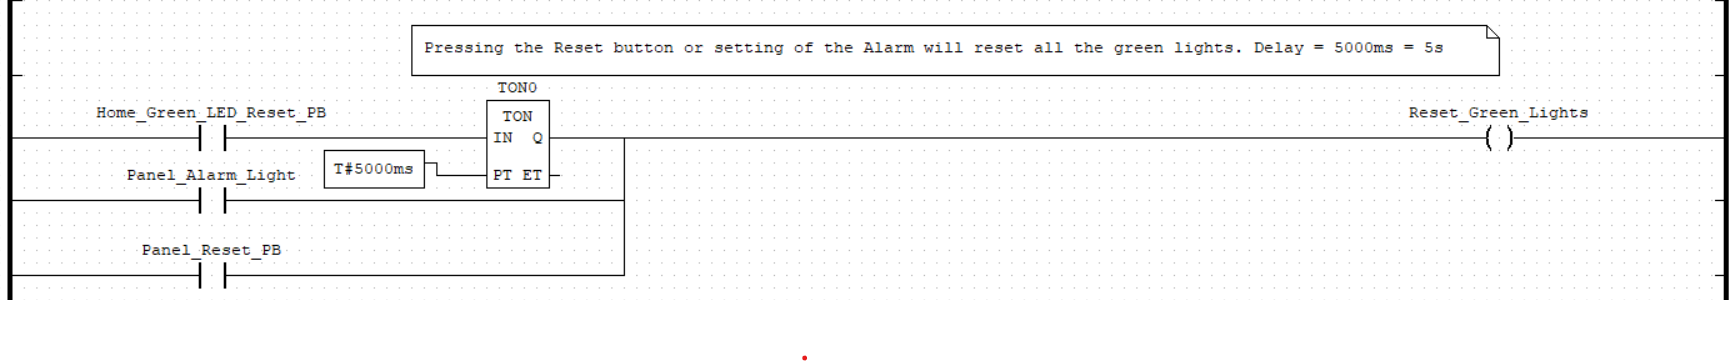 Pressing the Reset button or setting of the Alarm will reset all the green lights. Delay = 5000ms = 5s
TON0
Home_Green_LED_Reset_PB
TON
Reset_Green_Lights
IN Q
T#5000ms
Panel_Alarm_Light
PT ET
Panel_Reset_PB